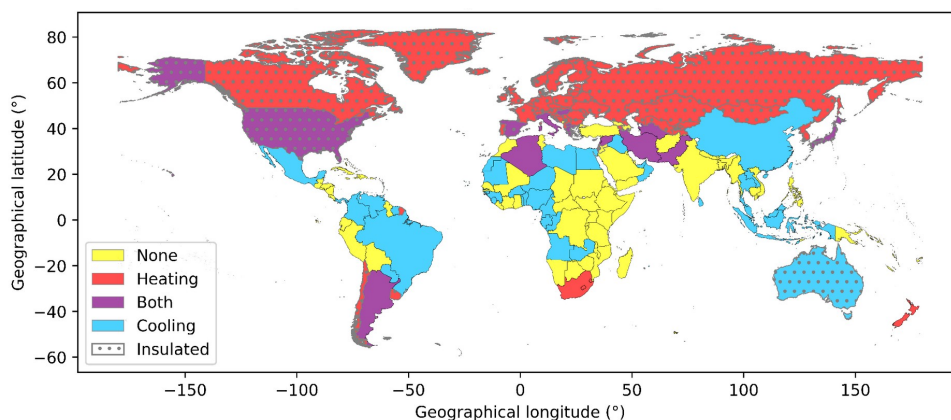 80
60
40
20
0
−20
−40
−60
Geographical latitude (°)
None
Heating
Both
Cooling
Insulated
−150
−100
−50
0
50
100
150
Geographical longitude (°)